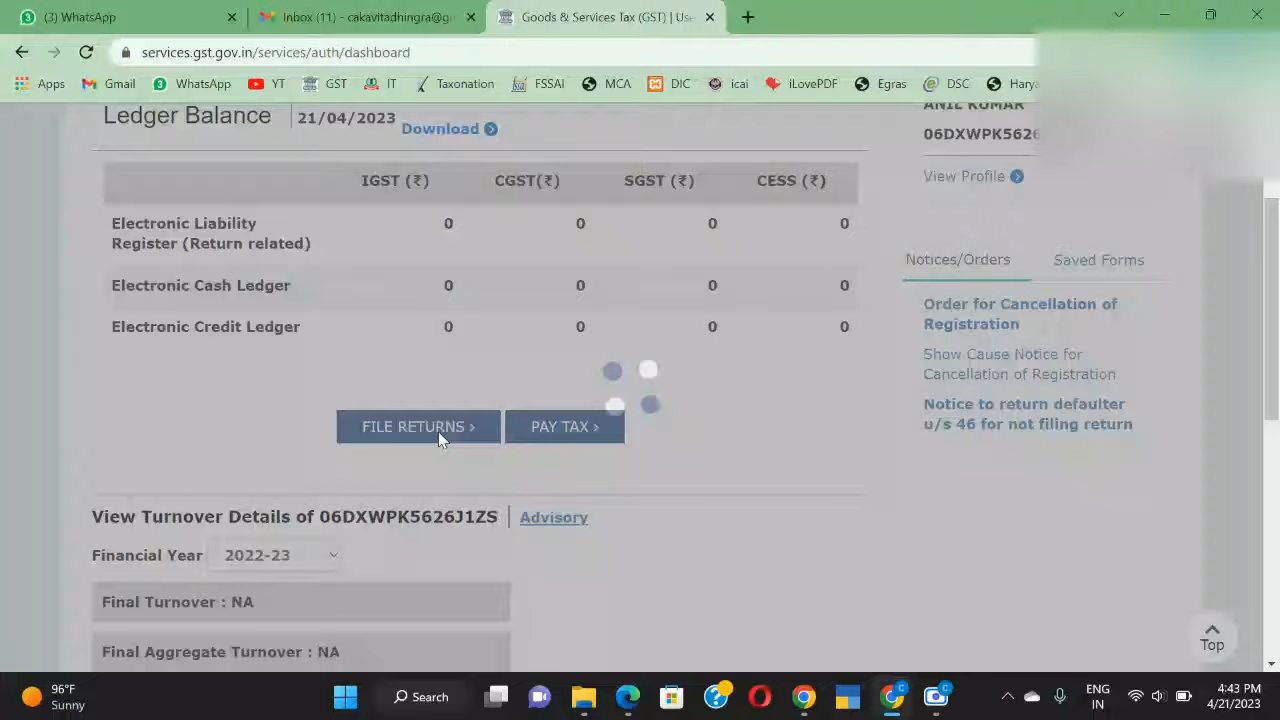 (3) WhatsApp
Inbox (11) - cakavitadhingra@g
Goods & Services Tax (GST) | Use
services.gst.gov.in/services/auth/dashboard
Apps Gmail WhatsApp YT GST IT Taxonation FSSAI MCA DIC icai iLovePDF Egras DSC Harya
Ledger Balance 21/04/2023 Download
ANIL KUMAR
06DXWPK5626
View Profile
IGST (₹) CGST(₹) SGST (₹) CESS (₹)
Electronic Liability
Register (Return related) 0 0 0 0
Electronic Cash Ledger 0 0 0 0
Electronic Credit Ledger 0 0 0 0
Notices/Orders Saved Forms
Order for Cancellation of
Registration
Show Cause Notice for
Cancellation of Registration
Notice to return defaulter
u/s 46 for not filing return
FILE RETURNS > PAY TAX >
View Turnover Details of 06DXWPK5626J1ZS Advisory
Financial Year 2022-23
Final Turnover : NA
Final Aggregate Turnover : NA
Top
96°F
Sunny
Search
ENG
IN
4:43 PM
4/21/2023